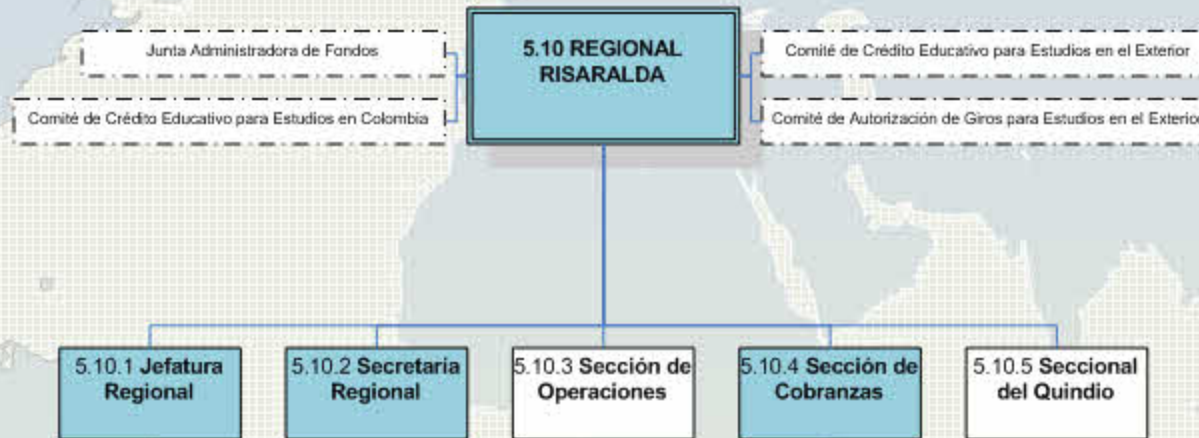 Junta Administradora de Fondos
Comité de Crédito Educativo para Estudios en Colombia
5.10 REGIONAL
RISARALDA
Comité de Crédito Educativo para Estudios en el Exterior
Comité de Autorización de Giros para Estudios en el Exterior
5.10.1 Jefatura
Regional
5.10.2 Secretaria
Regional
5.10.3 Sección de
Operaciones
5.10.4 Sección de
Cobranzas
5.10.5 Seccional
del Quindio